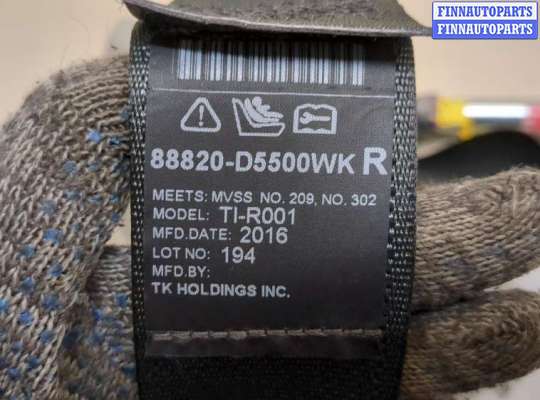 FINNAUTOPARTS
FINNAUTOPARTS
88820-D5500WK R
MEETS: MVSS NO. 209, NO. 302
MODEL: TI-R001
MFD.DATE: 2016
LOT NO: 194
MFD.BY:
TK HOLDINGS INC.